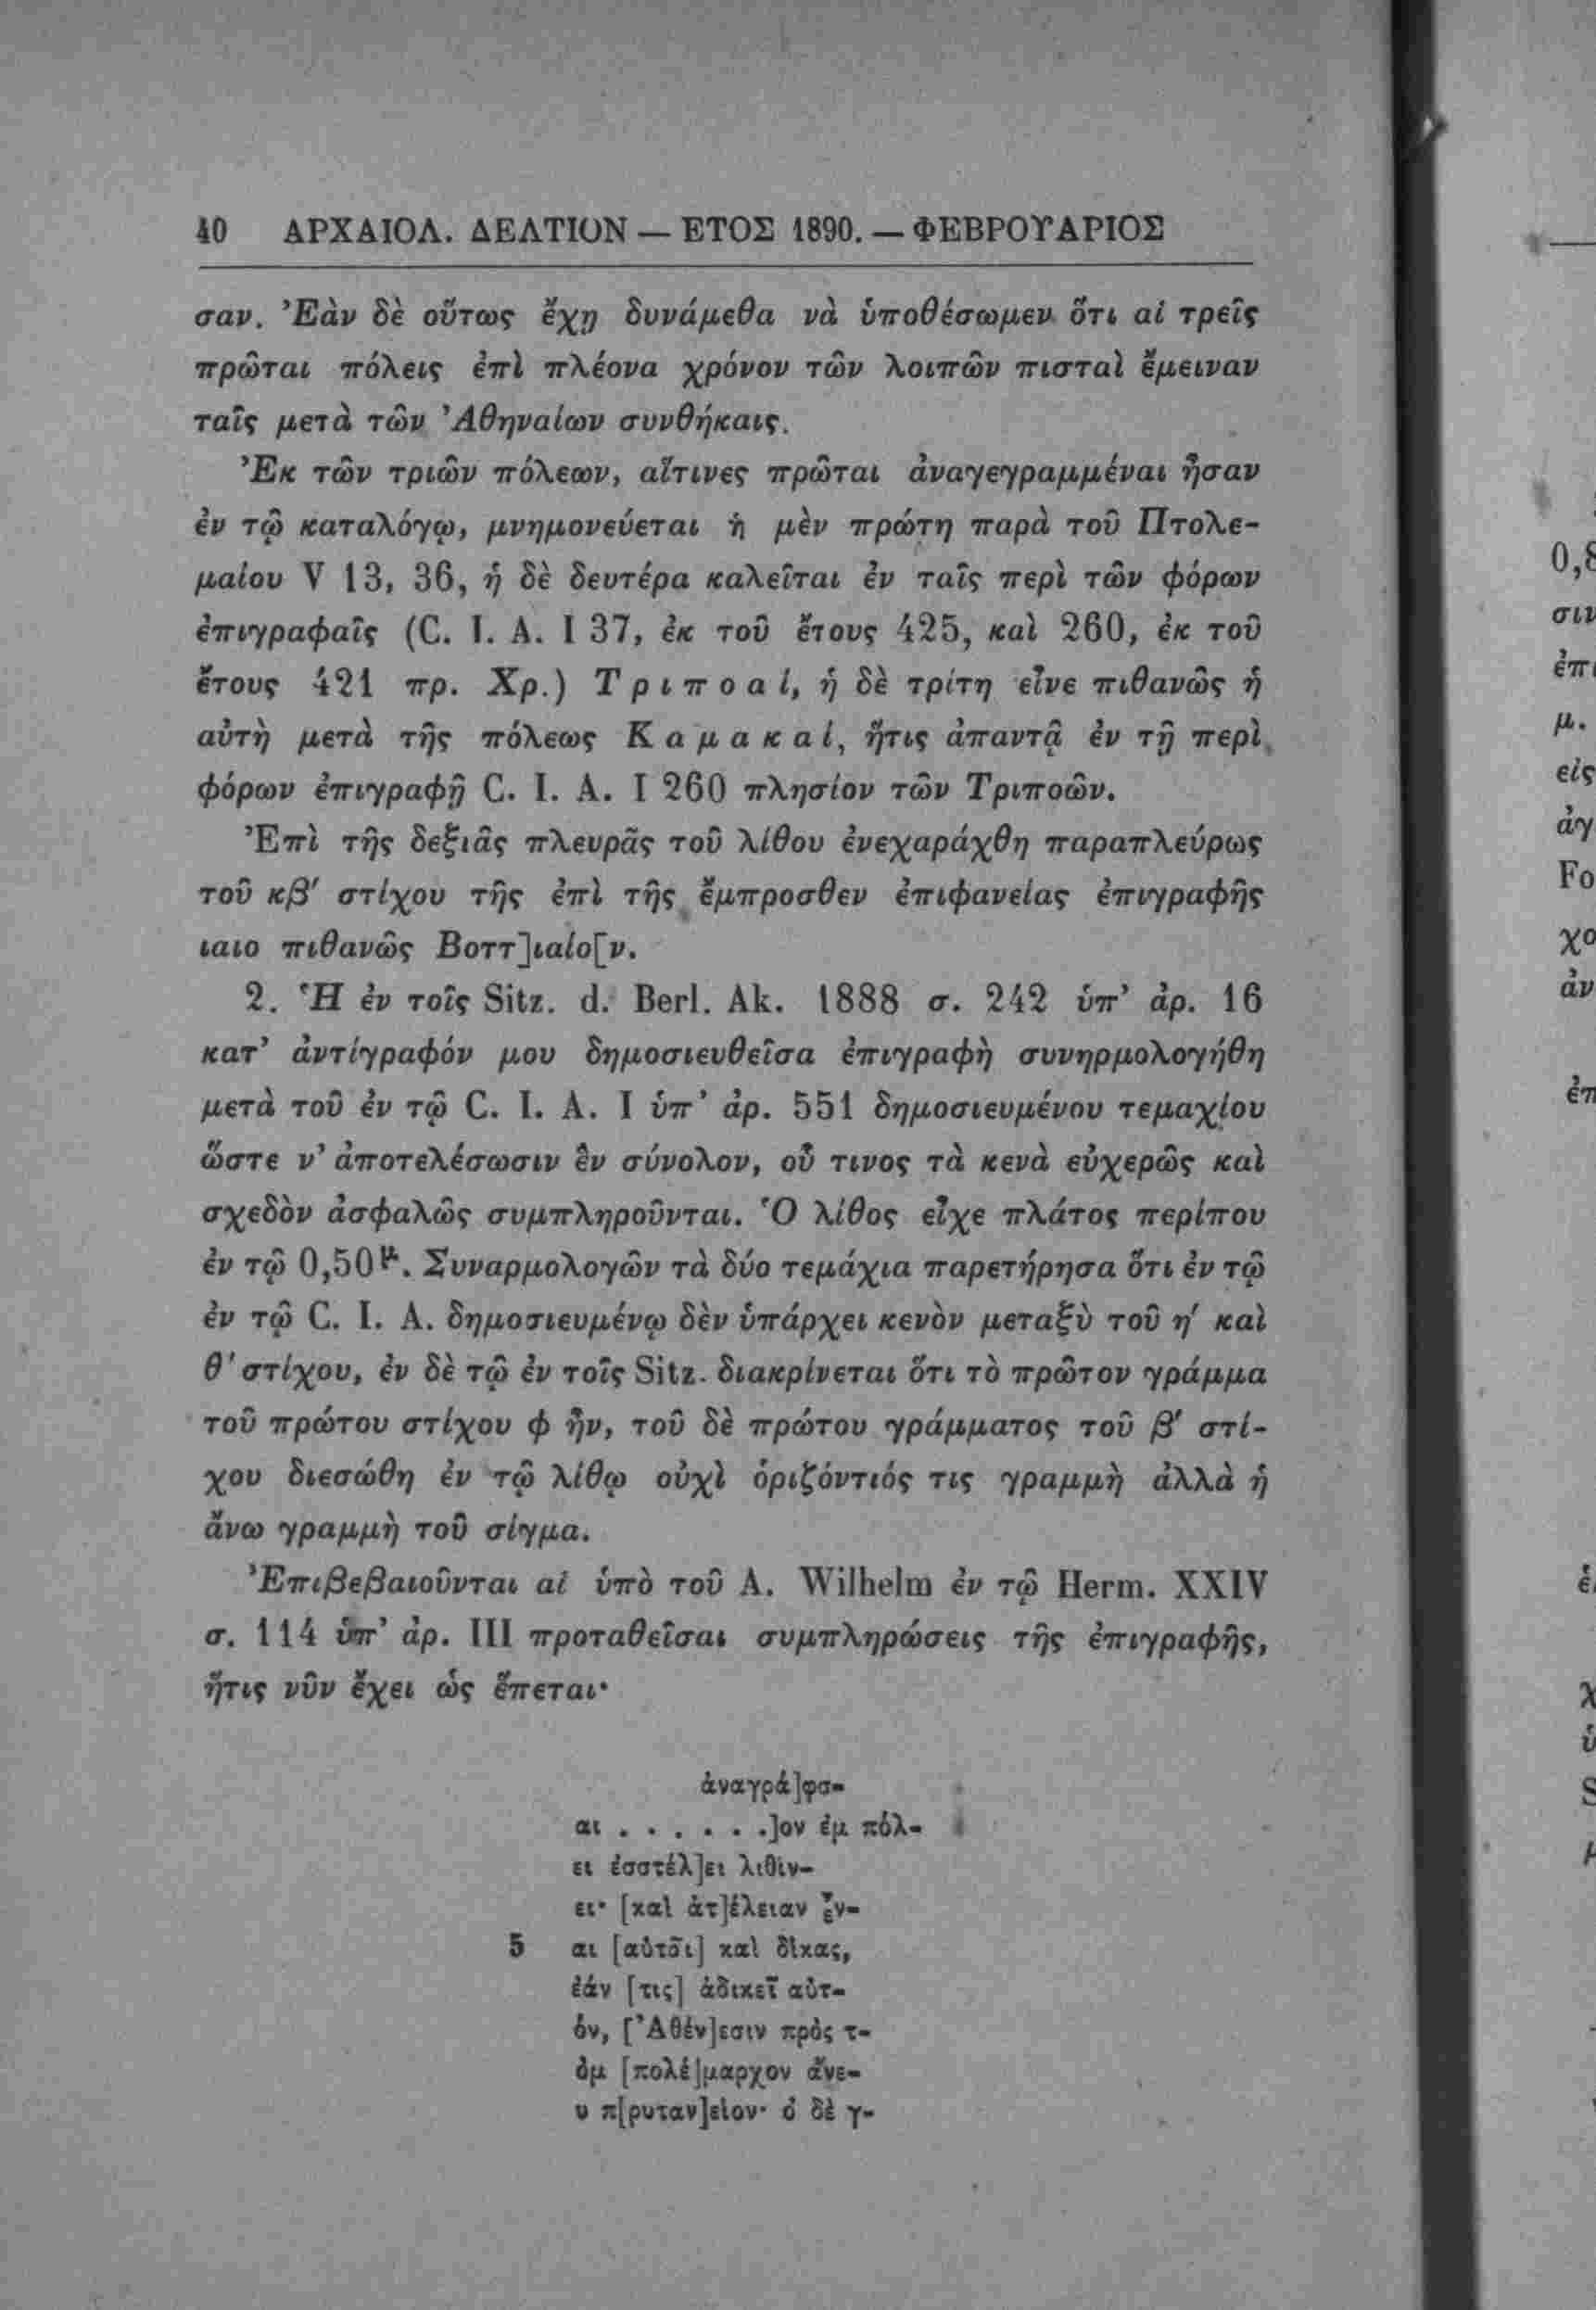 40 ΑΡΧΑΙΟΛ. ΔΕΛΤΙΟΝ — ΕΤΟΣ 1890. — ΦΕΒΡΟΥΑΡΙΟΣ
σαν. Ἐὰν δὲ οὕτως ἔχῃ δυνάμεθα νὰ ὑποθέσωμεν ὅτι αἱ τρεῖς
πρῶται πόλεις ἐπὶ πλέονα χρόνον τῶν λοιπῶν πισταὶ ἔμειναν
ταῖς μετὰ τῶν Ἀθηναίων συνθήκαις.
Ἐκ τῶν τριῶν πόλεων, αἵτινες πρῶται ἀναγεγραμμέναι ἦσαν
ἐν τῷ καταλόγῳ, μνημονεύεται ἡ μὲν πρώτη παρὰ τοῦ Πτολε-
μαίου V 13, 36, ἡ δὲ δευτέρα καλεῖται ἐν ταῖς περὶ τῶν φόρων
ἐπιγραφαῖς (C. I. A. I 37, ἐκ τοῦ ἔτους 425, καὶ 260, ἐκ τοῦ
ἔτους 421 πρ. Χρ.) Τριποαί, ἡ δὲ τρίτη εἶνε πιθανῶς ἡ
αὐτὴ μετὰ τῆς πόλεως Καμακαί, ἥτις ἀπαντᾷ ἐν τῇ περὶ
φόρων ἐπιγραφῇ C. I. A. I 260 πλησίον τῶν Τριποῶν.
Ἐπὶ τῆς δεξιᾶς πλευρᾶς τοῦ λίθου ἐνεχαράχθη παραπλεύρως
τοῦ κβ′ στίχου τῆς ἐπὶ τῆς ἔμπροσθεν ἐπιφανείας ἐπιγραφῆς
ιαιο πιθανῶς Βοττ]ιαίο[ν.
2. Ἡ ἐν τοῖς Sitz. d. Berl. Ak. 1888 σ. 242 ὑπ’ ἀρ. 16
κατ’ ἀντίγραφόν μου δημοσιευθεῖσα ἐπιγραφὴ συνηρμολογήθη
μετὰ τοῦ ἐν τῷ C. I. A. I ὑπ’ ἀρ. 551 δημοσιευμένου τεμαχίου
ὥστε ν’ ἀποτελέσωσιν ἓν σύνολον, οὗ τινος τὰ κενὰ εὐχερῶς καὶ
σχεδὸν ἀσφαλῶς συμπληροῦνται. Ὁ λίθος εἶχε πλάτος περίπου
ἐν τῷ 0,50μ. Συναρμολογῶν τὰ δύο τεμάχια παρετήρησα ὅτι ἐν τῷ
ἐν τῷ C. I. A. δημοσιευμένῳ δὲν ὑπάρχει κενὸν μεταξὺ τοῦ η′ καὶ
θ′ στίχου, ἐν δὲ τῷ ἐν τοῖς Sitz. διακρίνεται ὅτι τὸ πρῶτον γράμμα
τοῦ πρώτου στίχου φ ἦν, τοῦ δὲ πρώτου γράμματος τοῦ β′ στί-
χου διεσώθη ἐν τῷ λίθῳ οὐχὶ ὁριζόντιός τις γραμμὴ ἀλλὰ ἡ
ἄνω γραμμὴ τοῦ σίγμα.
Ἐπιβεβαιοῦνται αἱ ὑπὸ τοῦ A. Wilhelm ἐν τῷ Herm. XXIV
σ. 114 ὑπ’ ἀρ. III προταθεῖσαι συμπληρώσεις τῆς ἐπιγραφῆς,
ἥτις νῦν ἔχει ὡς ἕπεται·
ἀναγρά]φσ-
αι . . . . . .]ον ἐμ πόλ-
ει ἐσστέλ]ει λιθίν-
ει· [καὶ ἀτ]έλειαν ἐ͂ν-
5 αι [αὐτο͂ι] καὶ δίκας,
ἐάν [τις] ἀδικεῖ αὐτ-
όν, [Ἀθέν]εσιν πρὸς τ-
ὸμ [πολέ]μαρχον ἄνε-
υ π[ρυταν]είον· ὁ δὲ γ-
0,8
σιν
ἐπι
μ.
εἰς
ἀγ
Fo
χο
ἀν
ἐπ